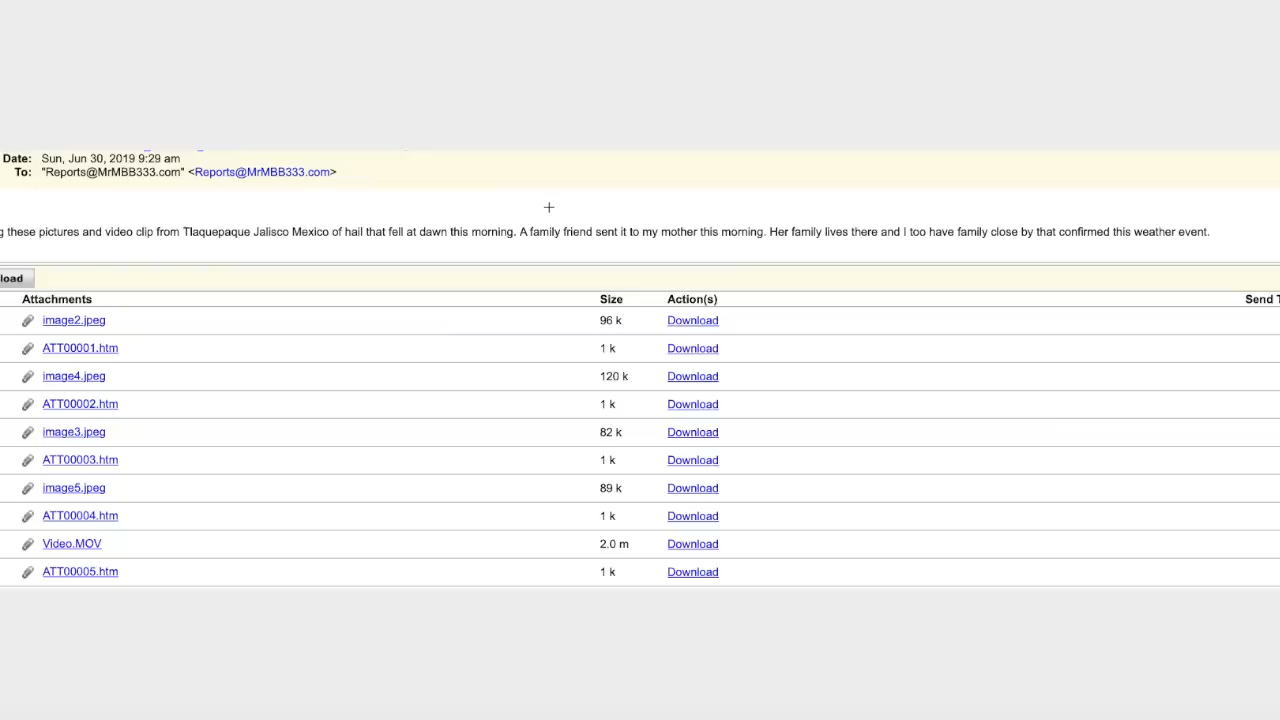 Date: Sun, Jun 30, 2019 9:29 am
To: "Reports@MrMBB333.com" <Reports@MrMBB333.com>
these pictures and video clip from Tlaquepaque Jalisco Mexico of hail that fell at dawn this morning. A family friend sent it to my mother this morning. Her family lives there and I too have family close by that confirmed this weather event.
load
Attachments Size Action(s) Send
image2.jpeg 96 k Download
ATT00001.htm 1 k Download
image4.jpeg 120 k Download
ATT00002.htm 1 k Download
image3.jpeg 82 k Download
ATT00003.htm 1 k Download
image5.jpeg 89 k Download
ATT00004.htm 1 k Download
Video.MOV 2.0 m Download
ATT00005.htm 1 k Download